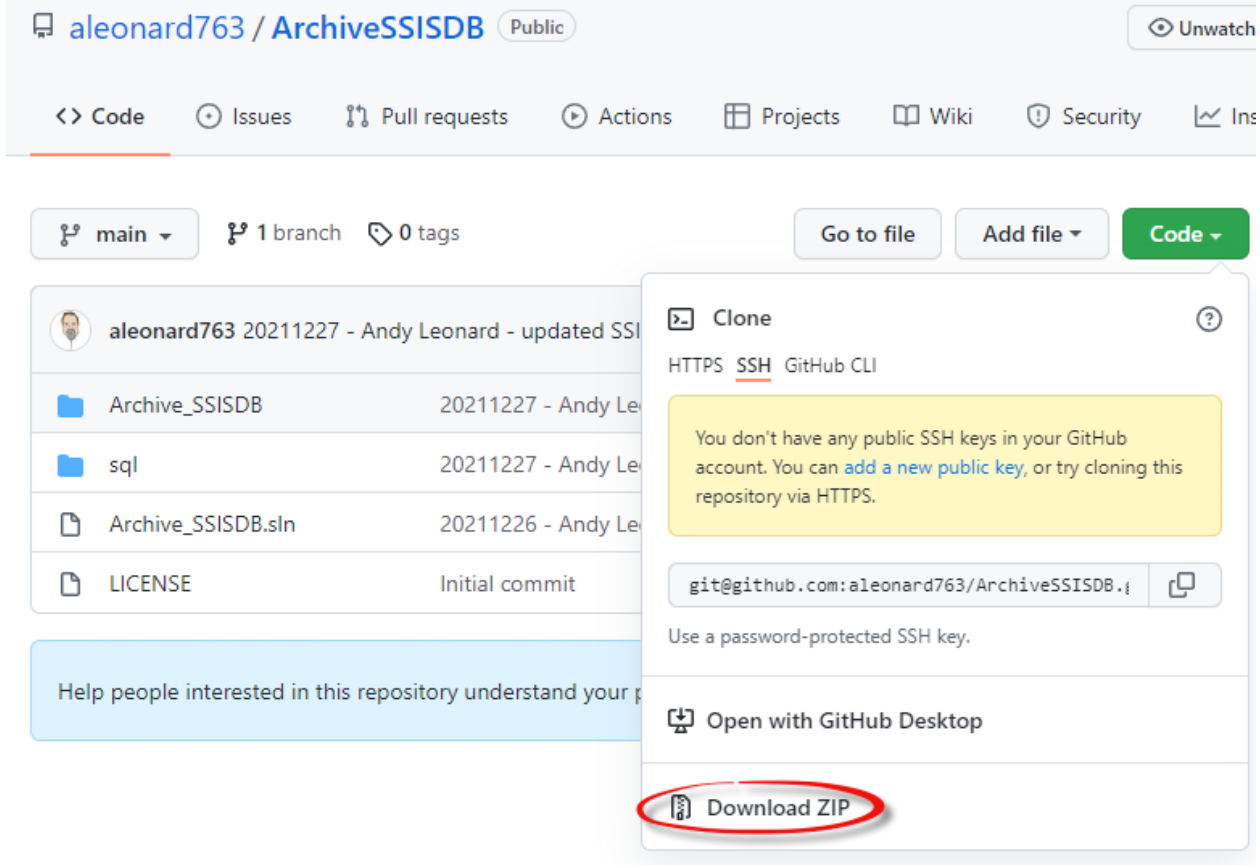 aleonard763 / ArchiveSSISDB Public Unwatch
<> Code Issues Pull requests Actions Projects Wiki Security Ins
main 1 branch 0 tags Go to file Add file Code
aleonard763 20211227 - Andy Leonard - updated SSI
Archive_SSISDB 20211227 - Andy Le
sql 20211227 - Andy Le
Archive_SSISDB.sln 20211226 - Andy Le
LICENSE Initial commit
Help people interested in this repository understand your p
Clone
HTTPS SSH GitHub CLI
You don't have any public SSH keys in your GitHub
account. You can add a new public key, or try cloning this
repository via HTTPS.
git@github.com:aleonard763/ArchiveSSISDB.g
Use a password-protected SSH key.
Open with GitHub Desktop
Download ZIP